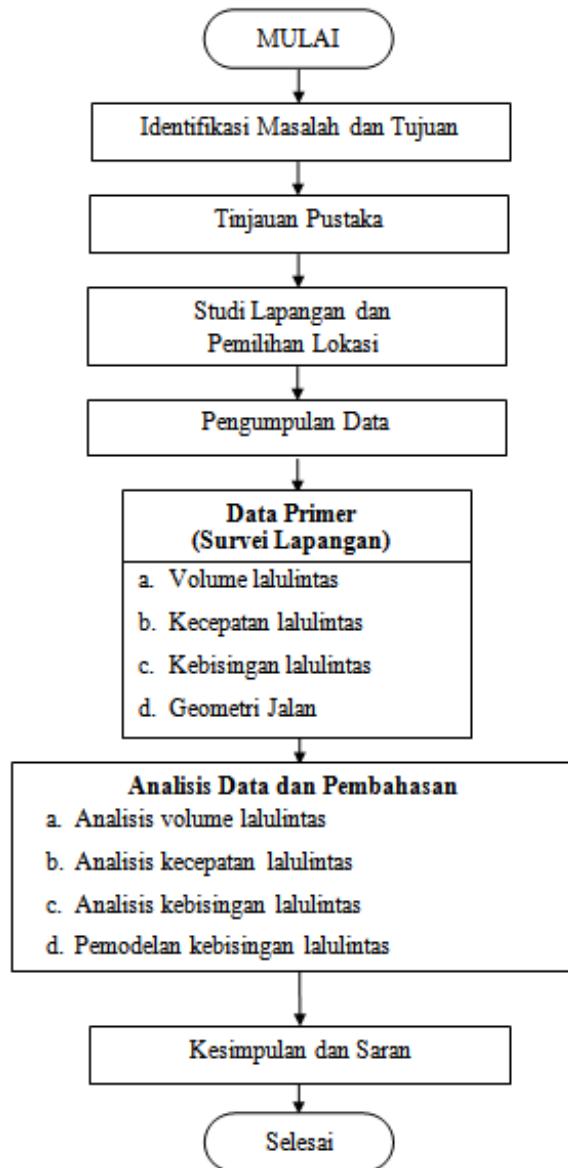 MULAI
Identifikasi Masalah dan Tujuan
Tinjauan Pustaka
Studi Lapangan dan
Pemilihan Lokasi
Pengumpulan Data
Data Primer
(Survei Lapangan)
a. Volume lalulintas
b. Kecepatan lalulintas
c. Kebisingan lalulintas
d. Geometri Jalan
Analisis Data dan Pembahasan
a. Analisis volume lalulintas
b. Analisis kecepatan lalulintas
c. Analisis kebisingan lalulintas
d. Pemodelan kebisingan lalulintas
Kesimpulan dan Saran
Selesai